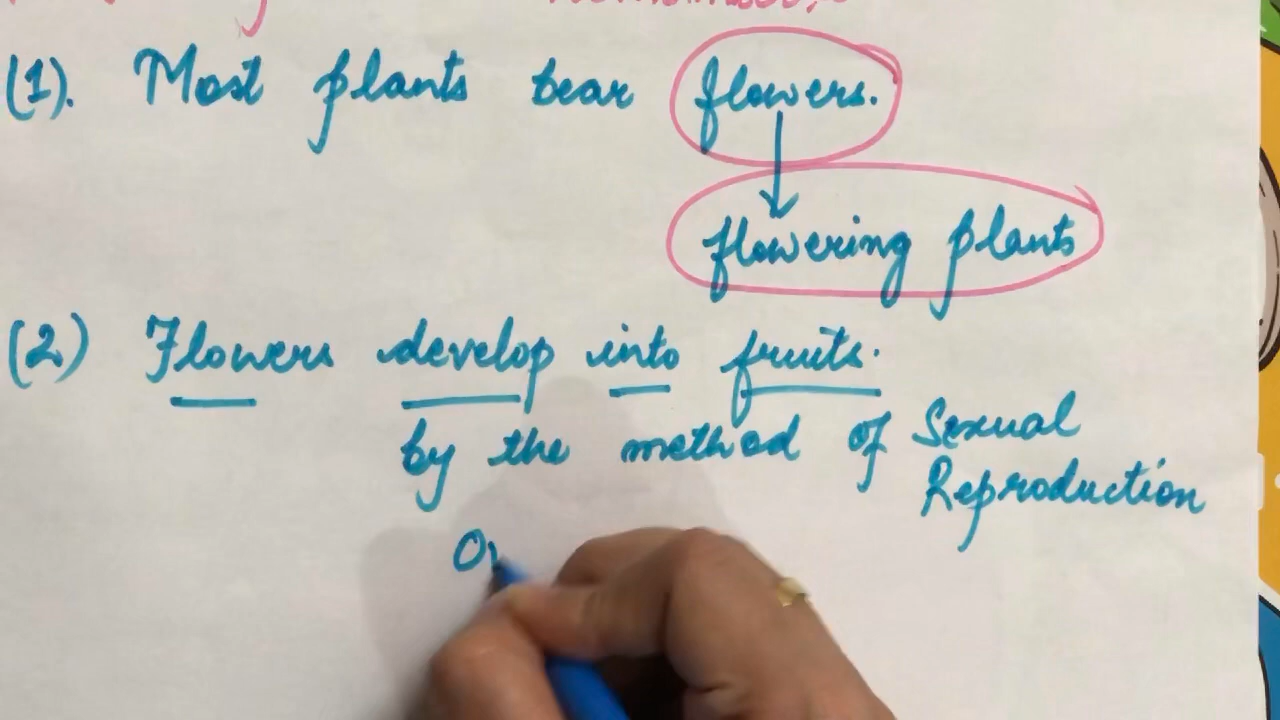 (1). Most plants bear flowers.
flowering plants
(2) Flowers develop into fruits.
by the method of Sexual
Reproduction